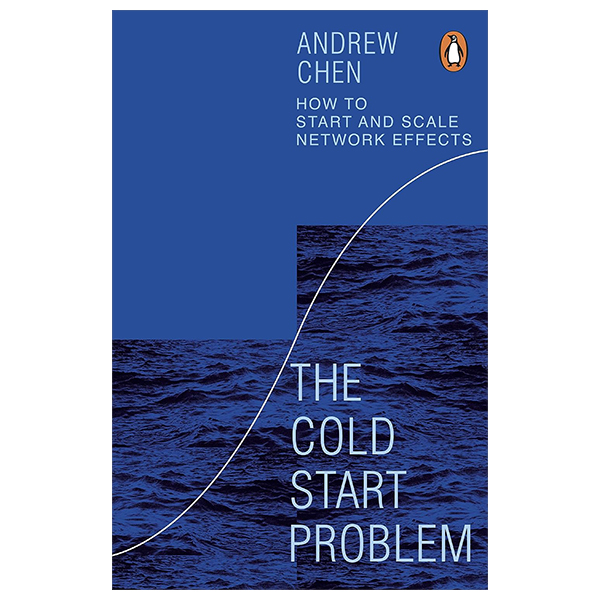 ANDREW
CHEN
HOW TO
START AND SCALE
NETWORK EFFECTS
THE
COLD
START
PROBLEM